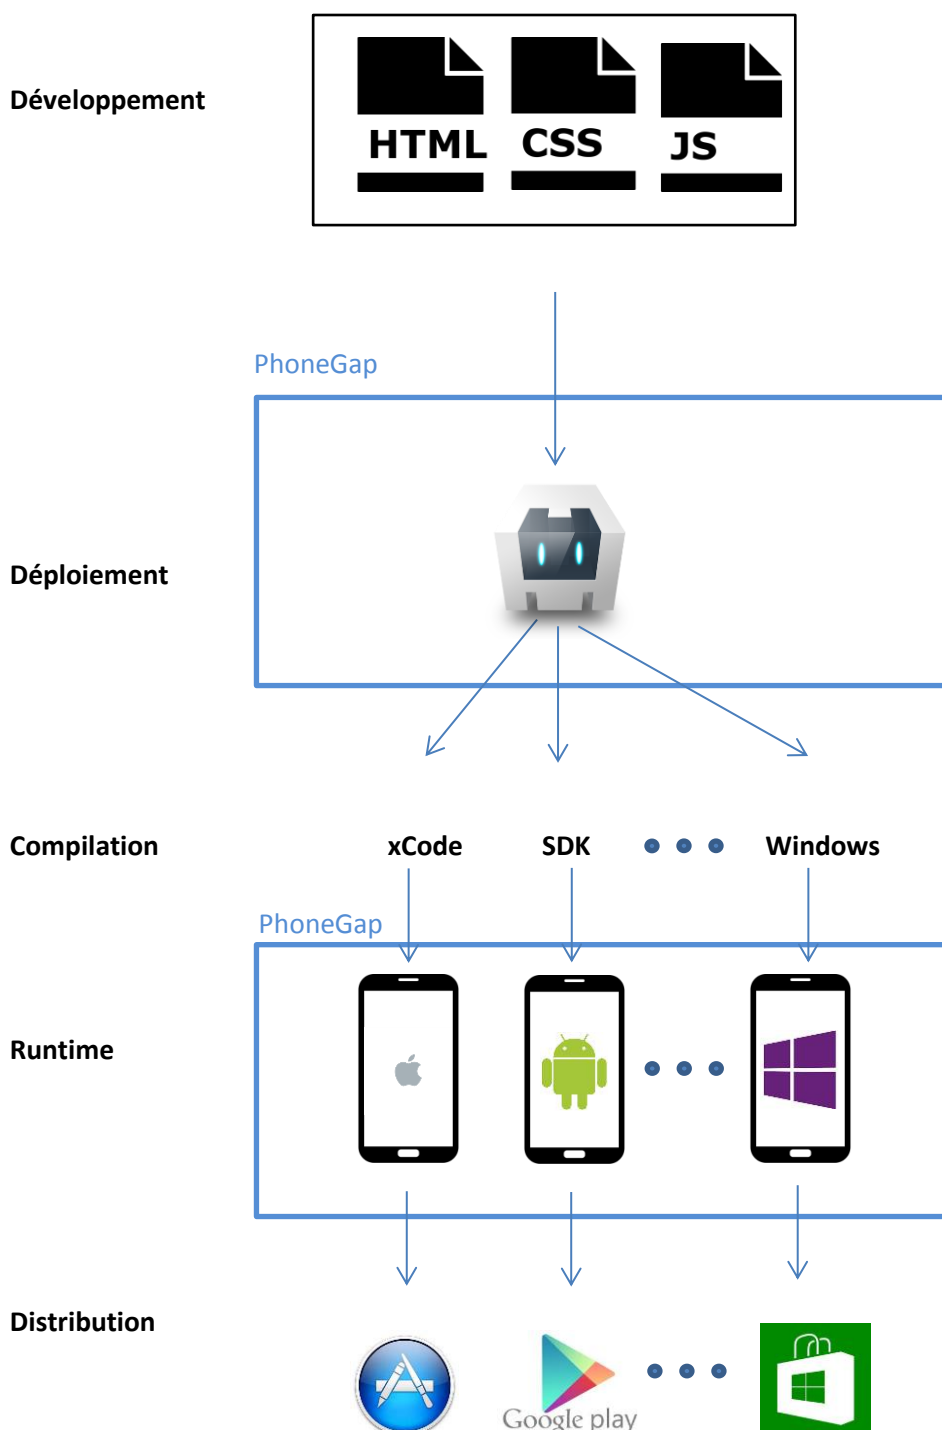 Développement
HTML CSS JS
PhoneGap
Déploiement
Compilation xCode SDK Windows
PhoneGap
Runtime
Distribution
Google play